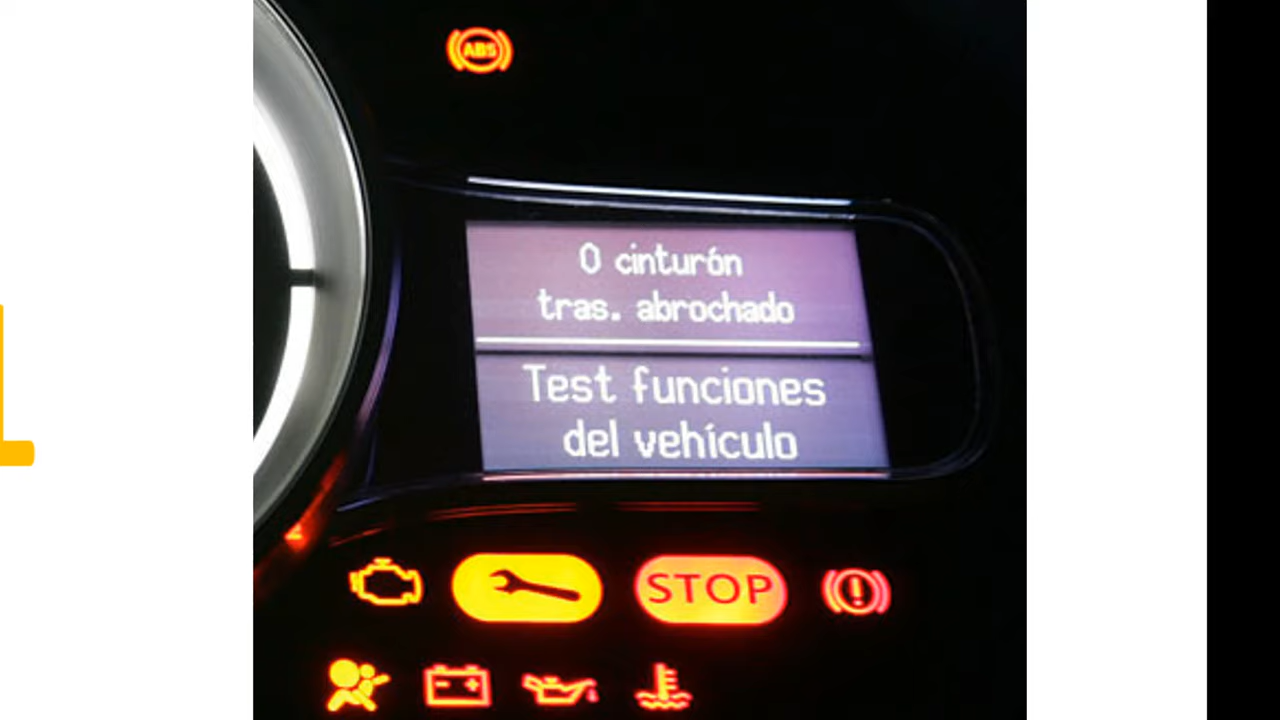 ABS
0 cinturón
tras. abrochado
Test funciones
del vehículo
STOP